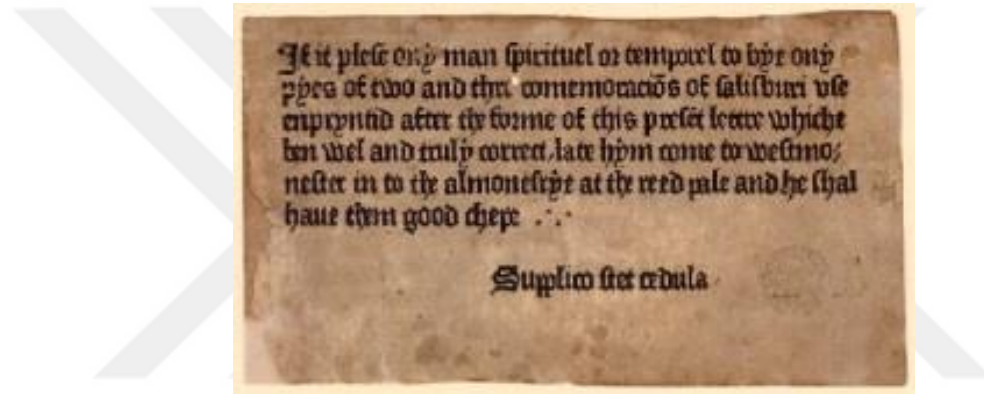 If it plese ony man spirituel or temporel to bye ony
pyes of two and thre comemoraciōs of salisburi vse
enpryntid after the forme of this presēt lettre whiche
ben wel and truly correct, late hym come to westmo⸗
nester in to the almonesrye at the reed pale and he shal
haue them good chepe .·.
Supplico stet cedula